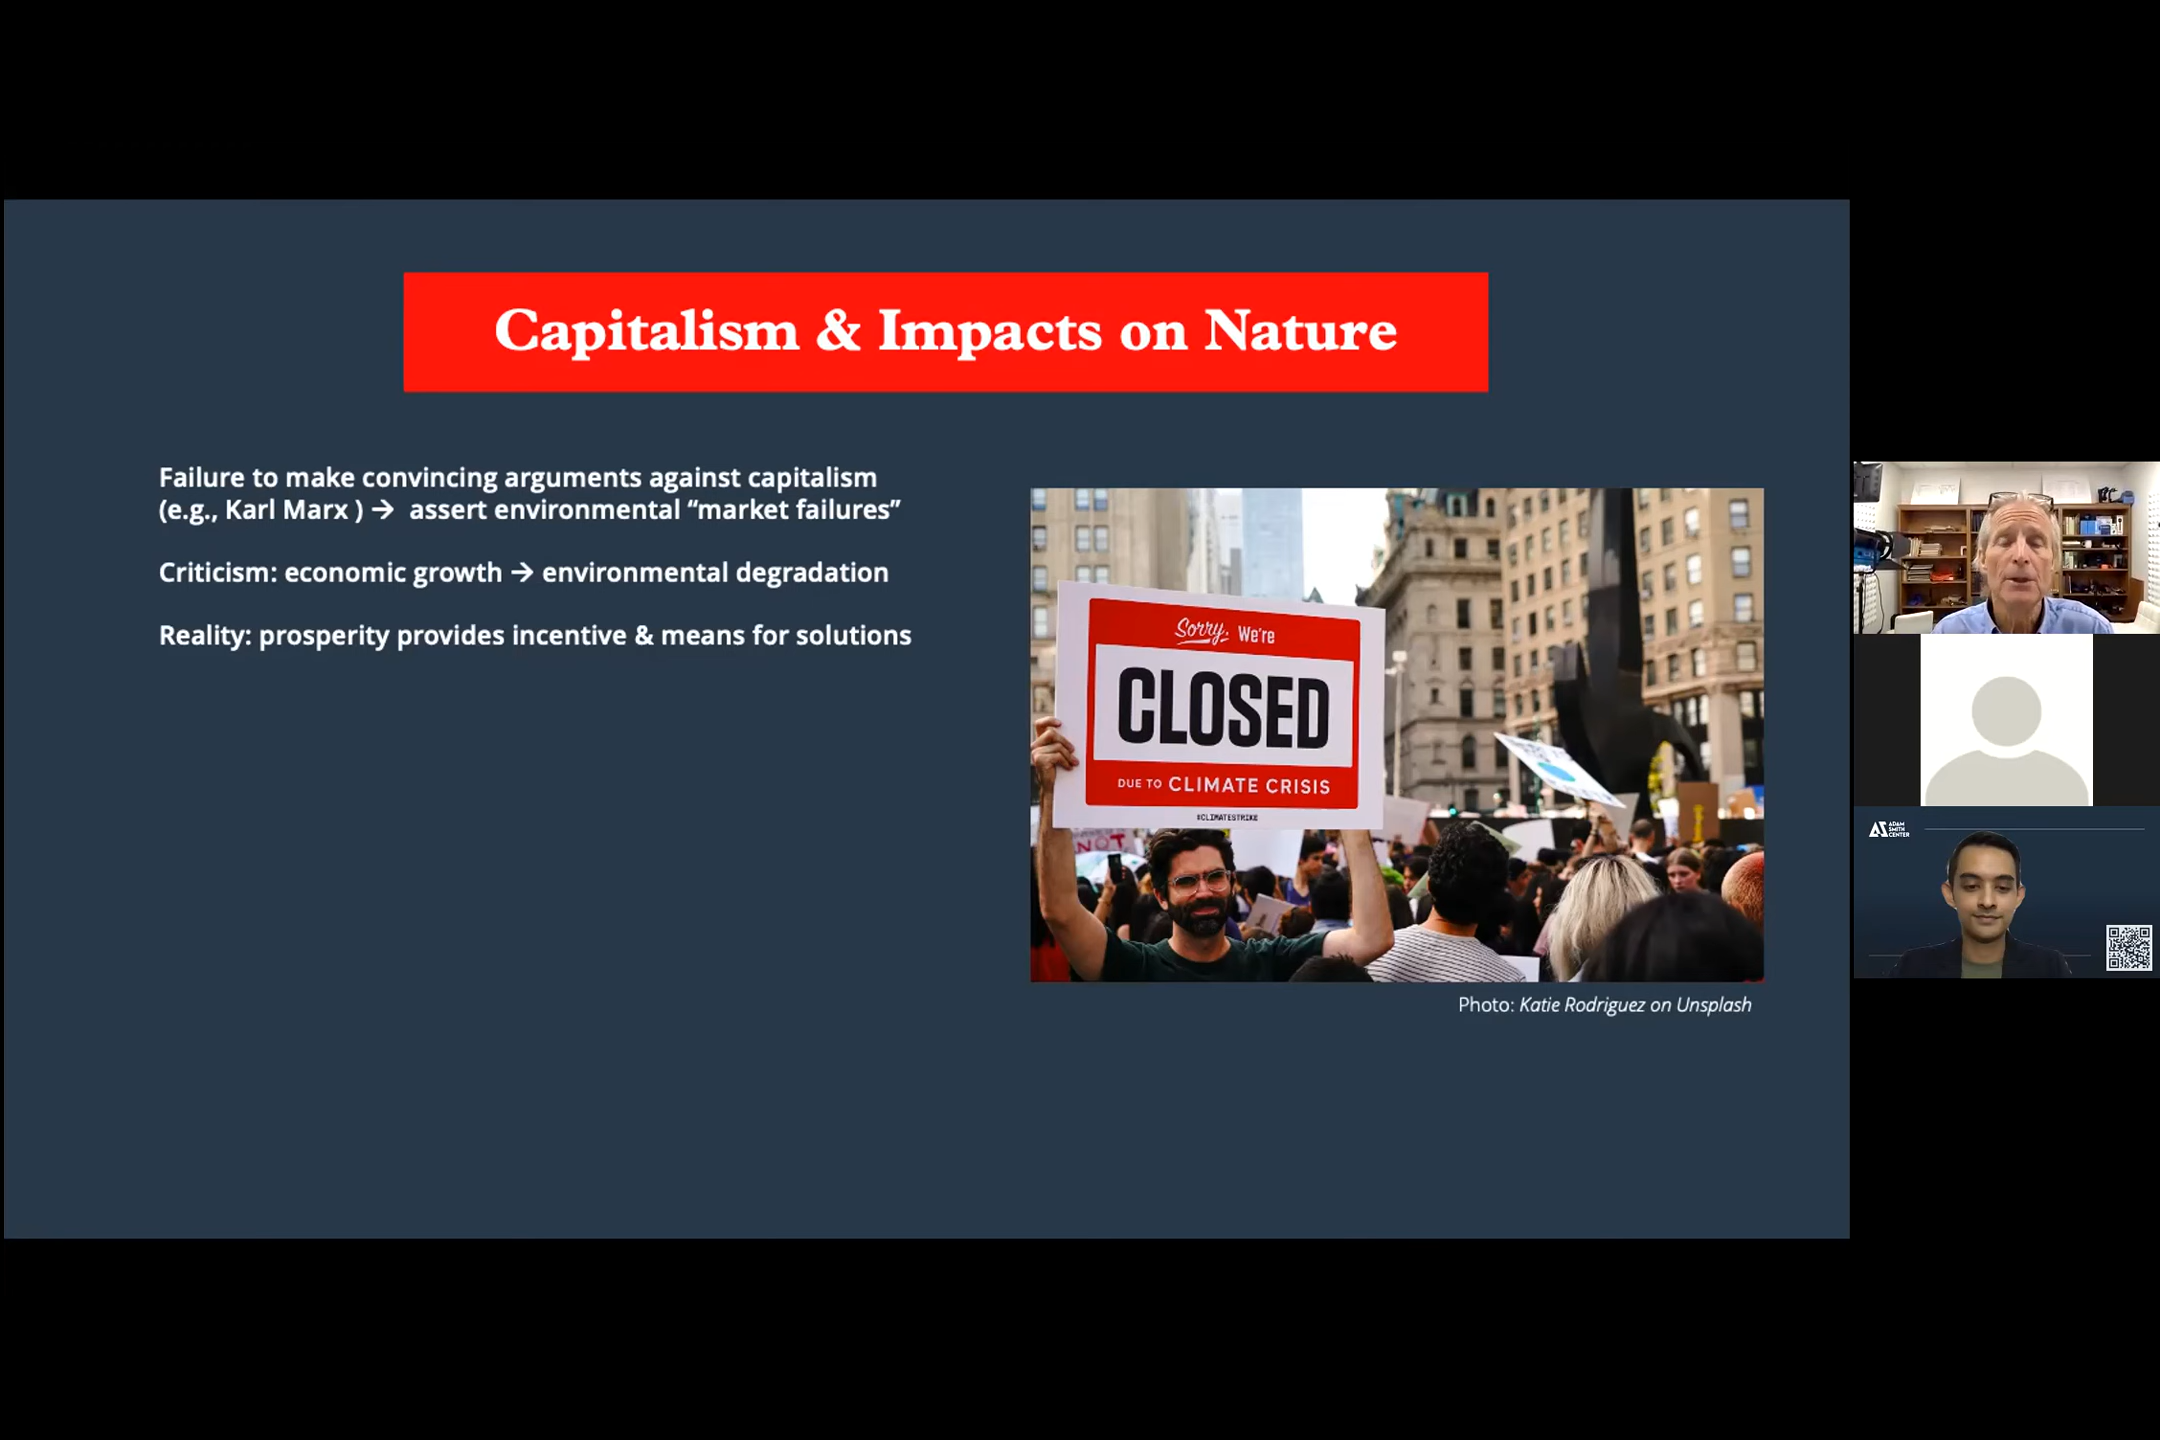 Capitalism & Impacts on Nature
Failure to make convincing arguments against capitalism
(e.g., Karl Marx ) → assert environmental “market failures”
Criticism: economic growth → environmental degradation
Reality: prosperity provides incentive & means for solutions
Sorry, We're
CLOSED
DUE TO CLIMATE CRISIS
#CLIMATESTRIKE
NOT
Photo: Katie Rodriguez on Unsplash
AS ADAM
SMITH
CENTER